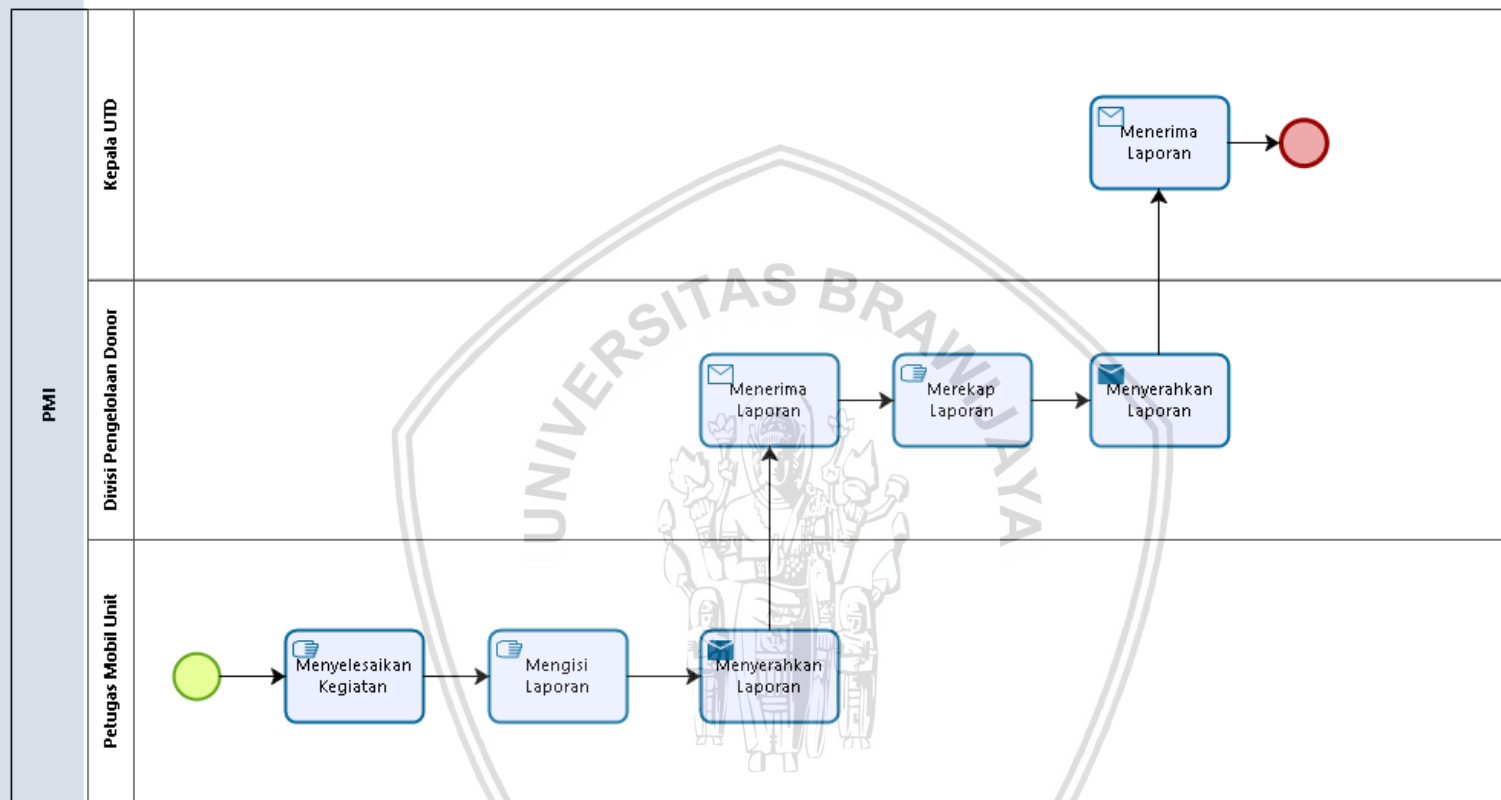 PMI
Kepala UTD
Menerima
Laporan
Divisi Pengelolaan Donor
Menerima
Laporan
Merekap
Laporan
Menyerahkan
Laporan
Petugas Mobil Unit
Menyelesaikan
Kegiatan
Mengisi
Laporan
Menyerahkan
Laporan
UNIVERSITAS BRAWIJAYA